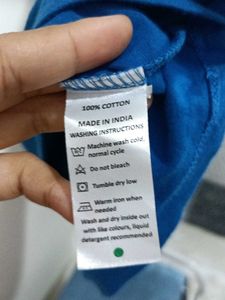 100% COTTON
MADE IN INDIA
WASHING INSTRUCTIONS
Machine wash cold,
normal cycle
Do not bleach
Tumble dry low
Warm iron when
needed
Wash and dry inside out
with like colours, liquid
detergent recommended